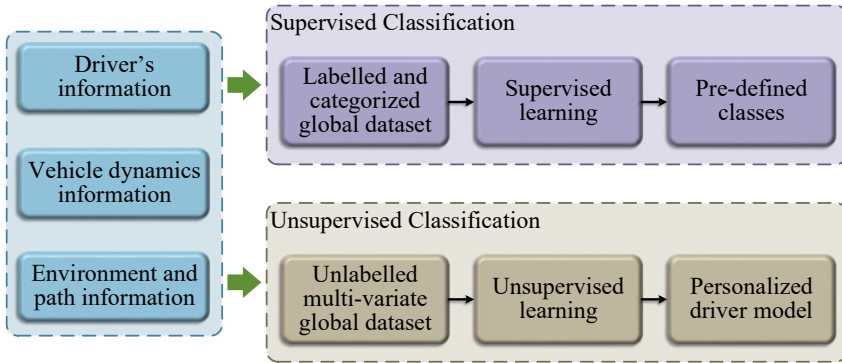 Driver's
information
Vehicle dynamics
information
Environment and
path information
Supervised Classification
Labelled and
categorized
global dataset
Supervised
learning
Pre-defined
classes
Unsupervised Classification
Unlabelled
multi-variate
global dataset
Unsupervised
learning
Personalized
driver model